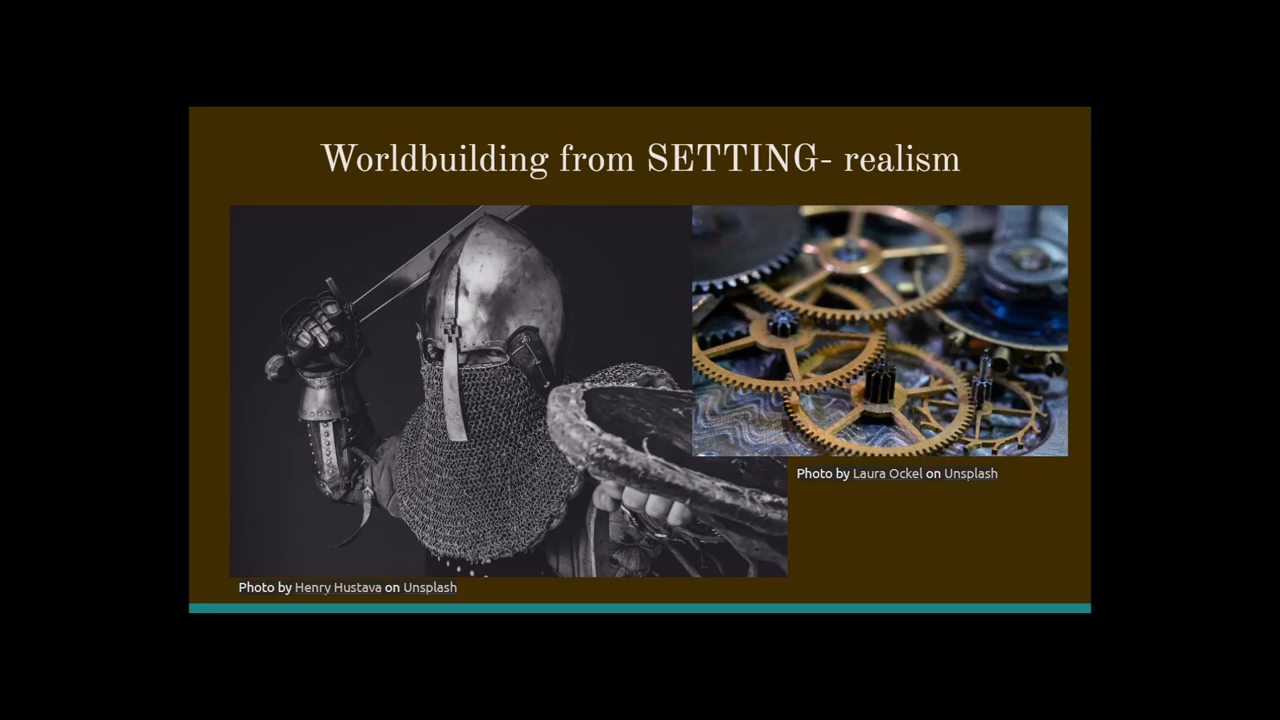 Worldbuilding from SETTING- realism
Photo by Laura Ockel on Unsplash
Photo by Henry Hustava on Unsplash